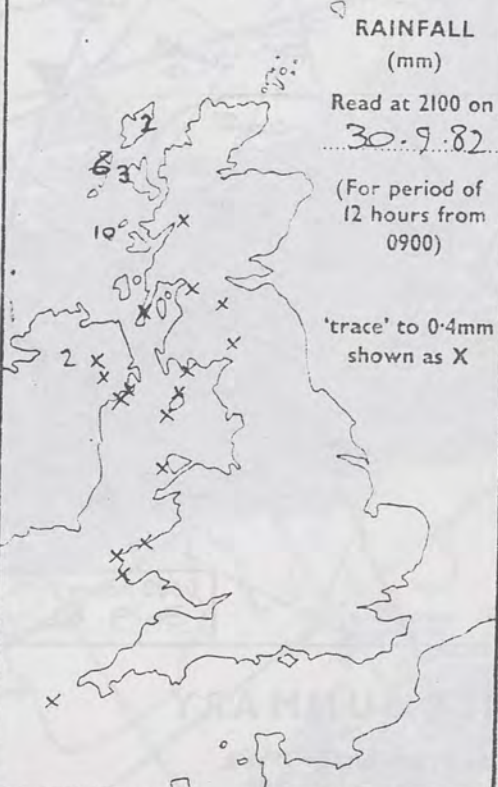 RAINFALL
(mm)
Read at 2100 on
30.9.82
(For period of
12 hours from
0900)
2
6
3
10
X
X
X
X
'trace' to 0·4mm
shown as X
X
2 X
X
X
X
X
X
X
X
X
X
X
X